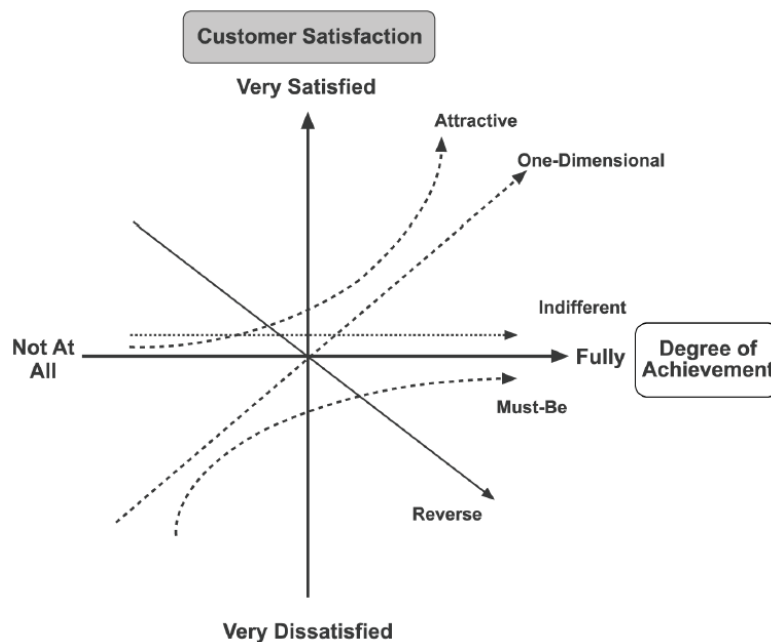 Customer Satisfaction
Very Satisfied
Attractive
One-Dimensional
Indifferent
Not At
All
Fully
Degree of
Achievement
Must-Be
Reverse
Very Dissatisfied